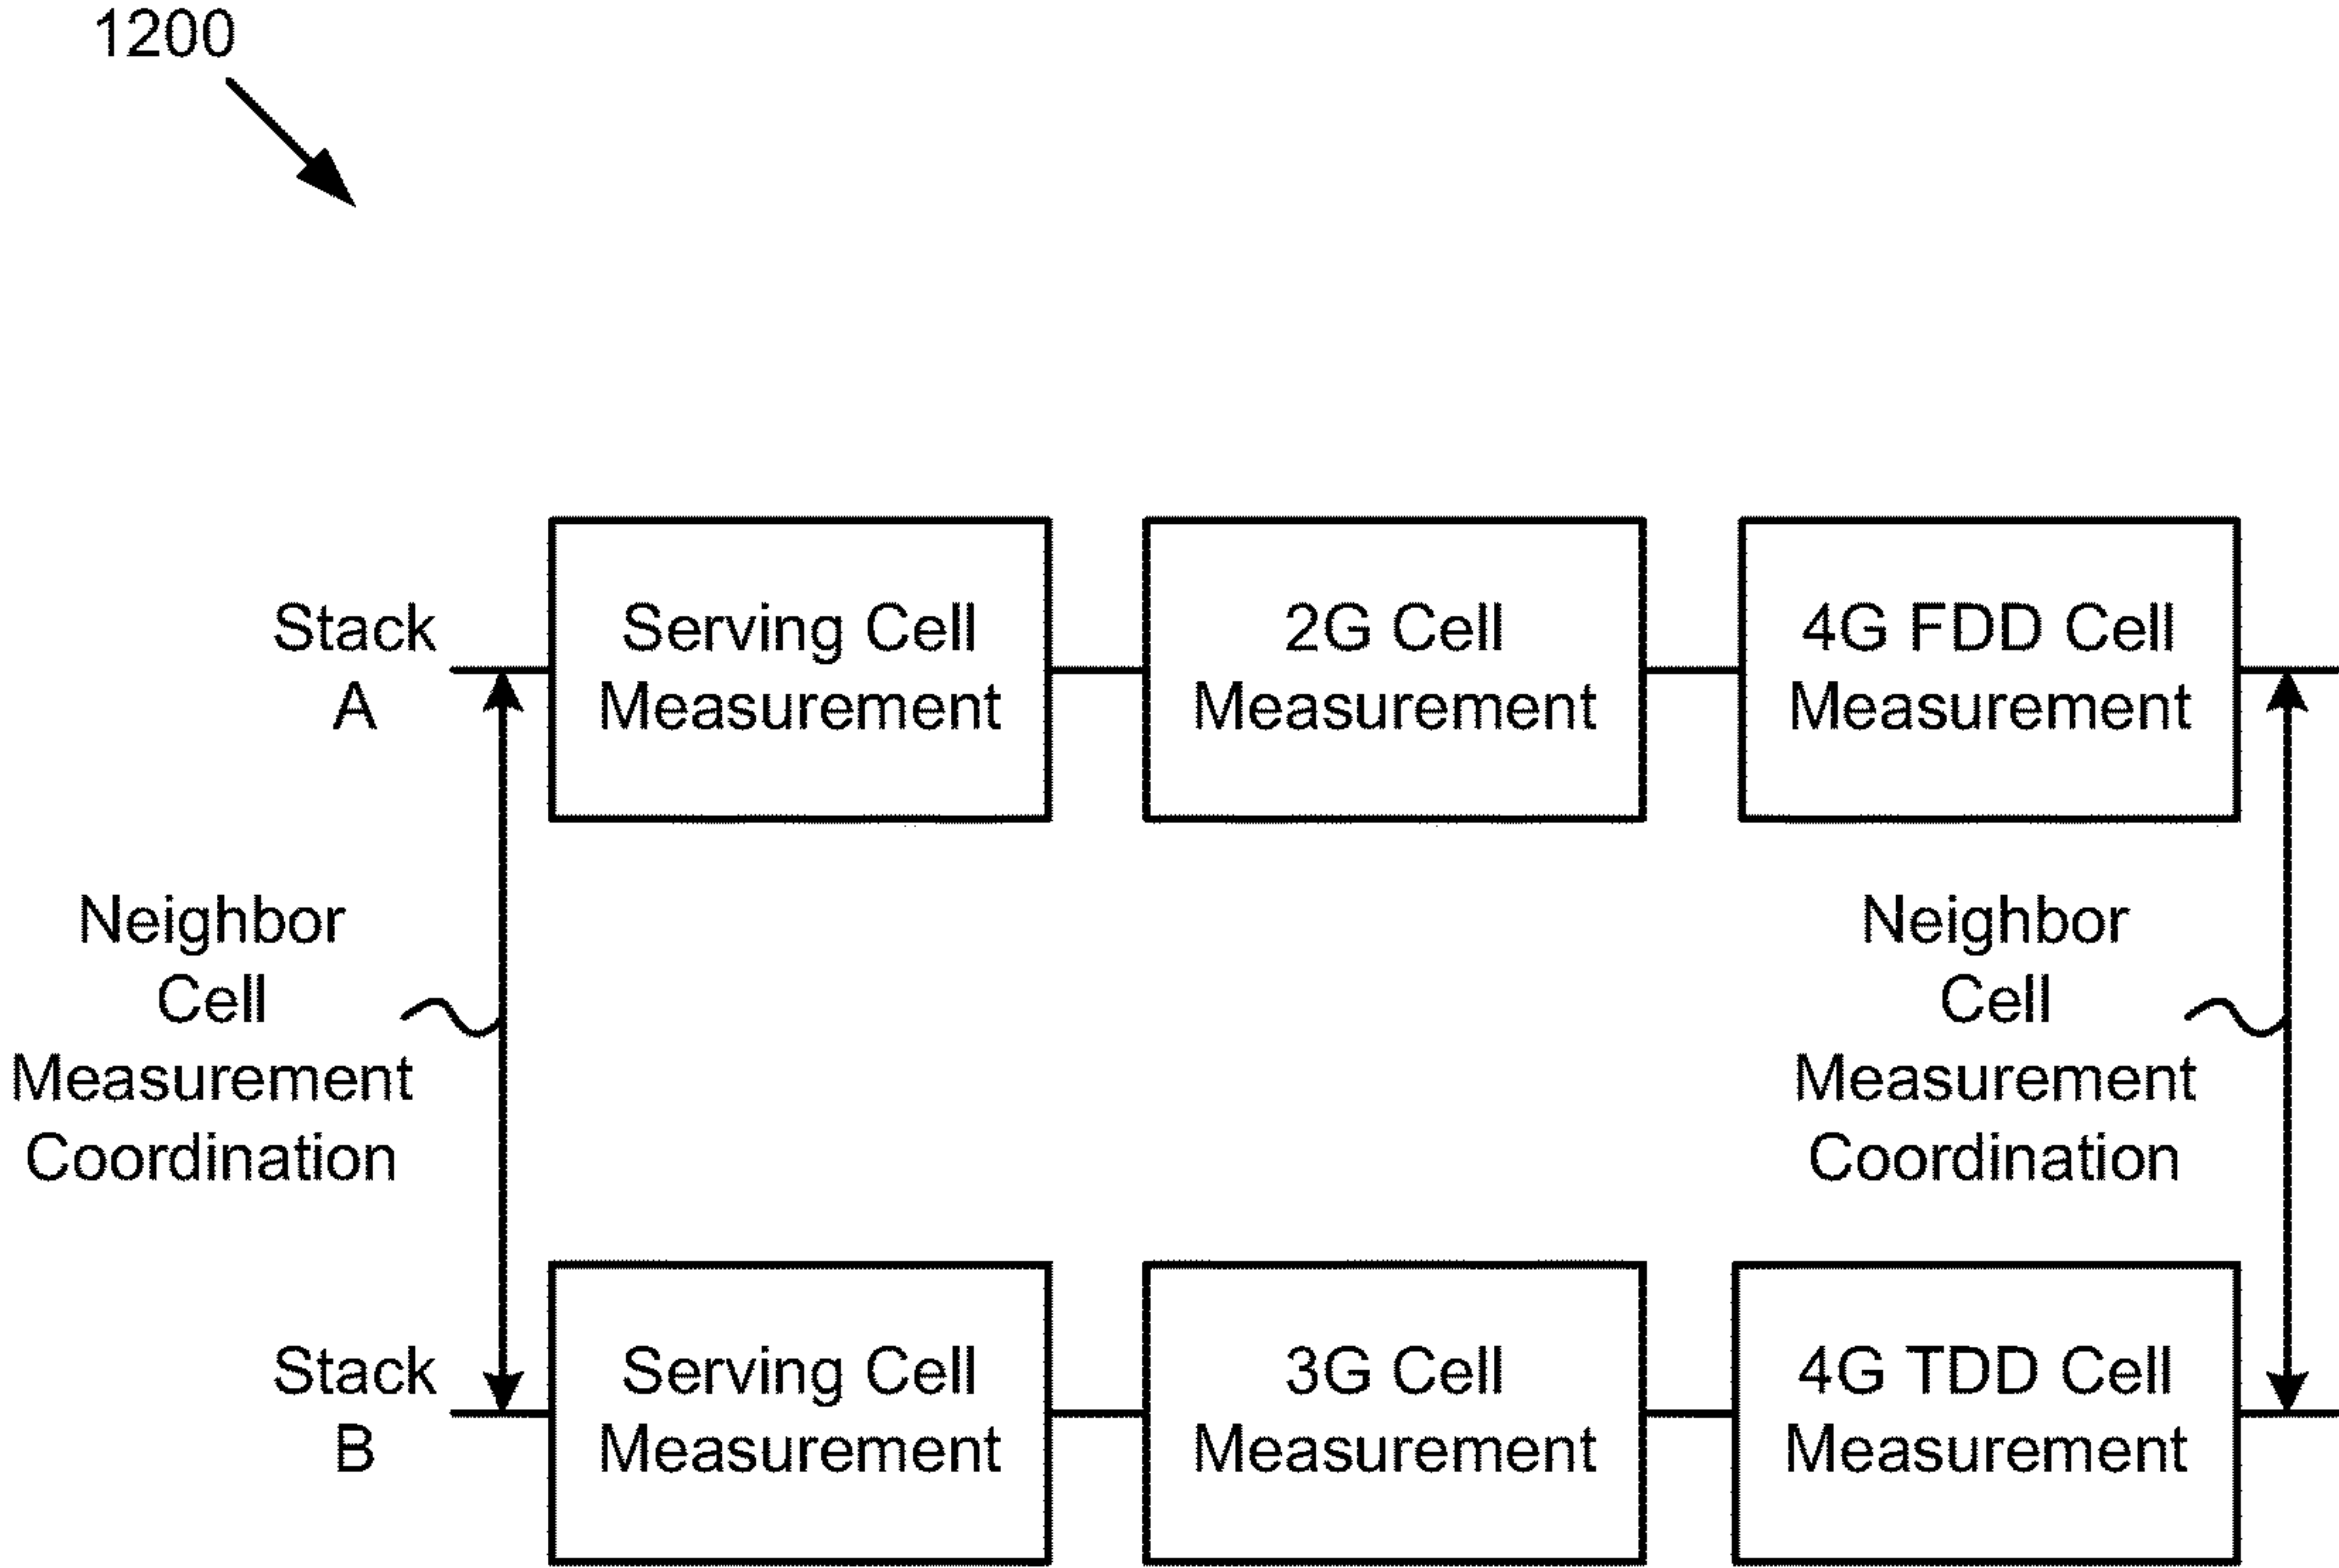 1200
Stack
A
Serving Cell
Measurement
2G Cell
Measurement
4G FDD Cell
Measurement
Neighbor
Cell
Measurement
Coordination
Neighbor
Cell
Measurement
Coordination
Stack
B
Serving Cell
Measurement
3G Cell
Measurement
4G TDD Cell
Measurement